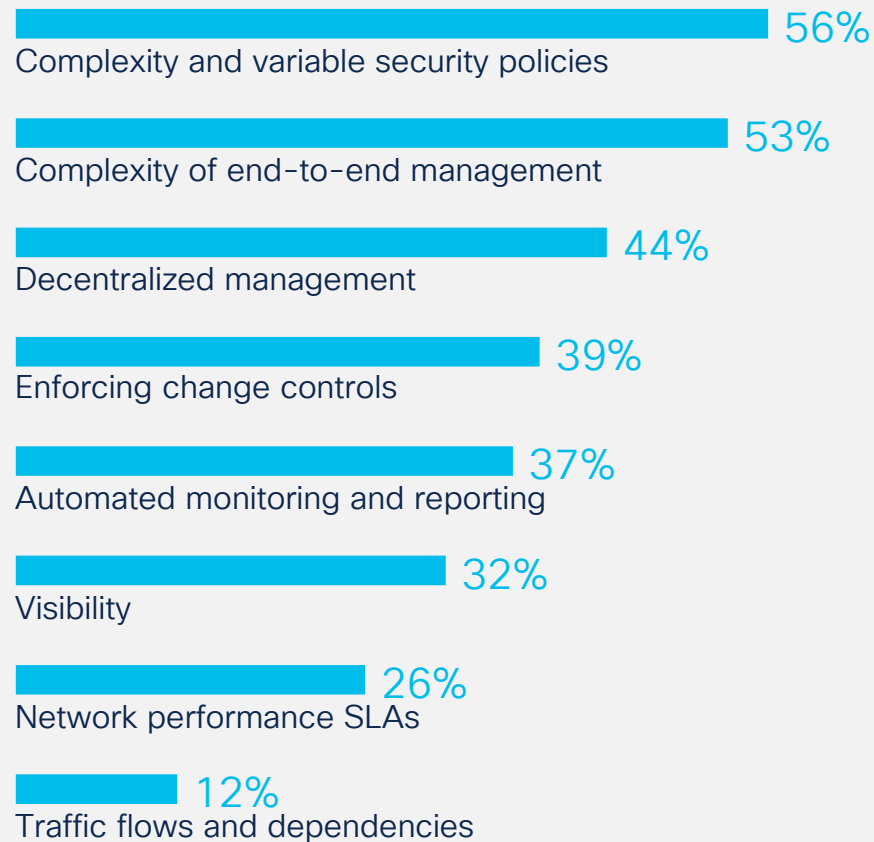 56%
Complexity and variable security policies
53%
Complexity of end-to-end management
44%
Decentralized management
39%
Enforcing change controls
37%
Automated monitoring and reporting
32%
Visibility
26%
Network performance SLAs
12%
Traffic flows and dependencies